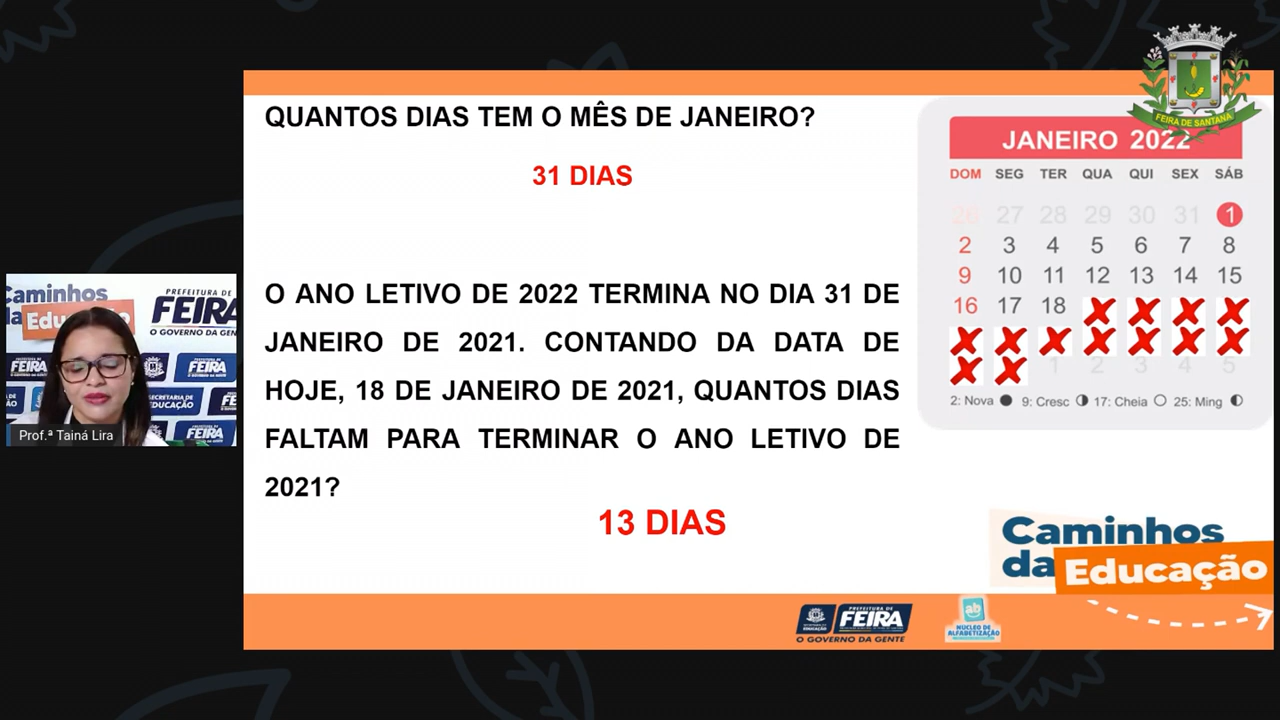 QUANTOS DIAS TEM O MÊS DE JANEIRO?
31 DIAS
O ANO LETIVO DE 2022 TERMINA NO DIA 31 DE
JANEIRO DE 2021. CONTANDO DA DATA DE
HOJE, 18 DE JANEIRO DE 2021, QUANTOS DIAS
FALTAM PARA TERMINAR O ANO LETIVO DE
2021?
13 DIAS
FEIRA DE SANTANA
JANEIRO 2022
DOM SEG TER QUA QUI SEX SÁB
26 27 28 29 30 31 1
2 3 4 5 6 7 8
9 10 11 12 13 14 15
16 17 18
1 2 3 4 5
2: Nova 9: Cresc 17: Cheia 25: Ming
Caminhos
da Educação
PREFEITURA DE
FEIRA
O GOVERNO DA GENTE
FEIRA
SECRETARIA DE
EDUCAÇÃO
FEIRA
Prof.ª Tainá Lira
Caminhos
da Educação
EDUCAÇÃO
PREFEITURA DE
FEIRA
O GOVERNO DA GENTE
ab
NÚCLEO DE
ALFABETIZAÇÃO